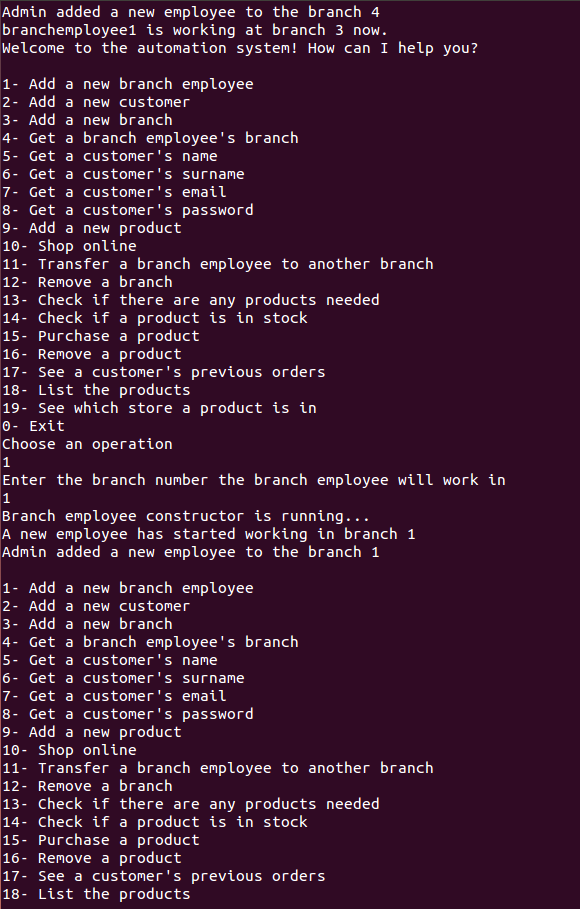 Admin added a new employee to the branch 4
branchemployee1 is working at branch 3 now.
Welcome to the automation system! How can I help you?
1- Add a new branch employee
2- Add a new customer
3- Add a new branch
4- Get a branch employee's branch
5- Get a customer's name
6- Get a customer's surname
7- Get a customer's email
8- Get a customer's password
9- Add a new product
10- Shop online
11- Transfer a branch employee to another branch
12- Remove a branch
13- Check if there are any products needed
14- Check if a product is in stock
15- Purchase a product
16- Remove a product
17- See a customer's previous orders
18- List the products
19- See which store a product is in
0- Exit
Choose an operation
1
Enter the branch number the branch employee will work in
1
Branch employee constructor is running...
A new employee has started working in branch 1
Admin added a new employee to the branch 1
1- Add a new branch employee
2- Add a new customer
3- Add a new branch
4- Get a branch employee's branch
5- Get a customer's name
6- Get a customer's surname
7- Get a customer's email
8- Get a customer's password
9- Add a new product
10- Shop online
11- Transfer a branch employee to another branch
12- Remove a branch
13- Check if there are any products needed
14- Check if a product is in stock
15- Purchase a product
16- Remove a product
17- See a customer's previous orders
18- List the products